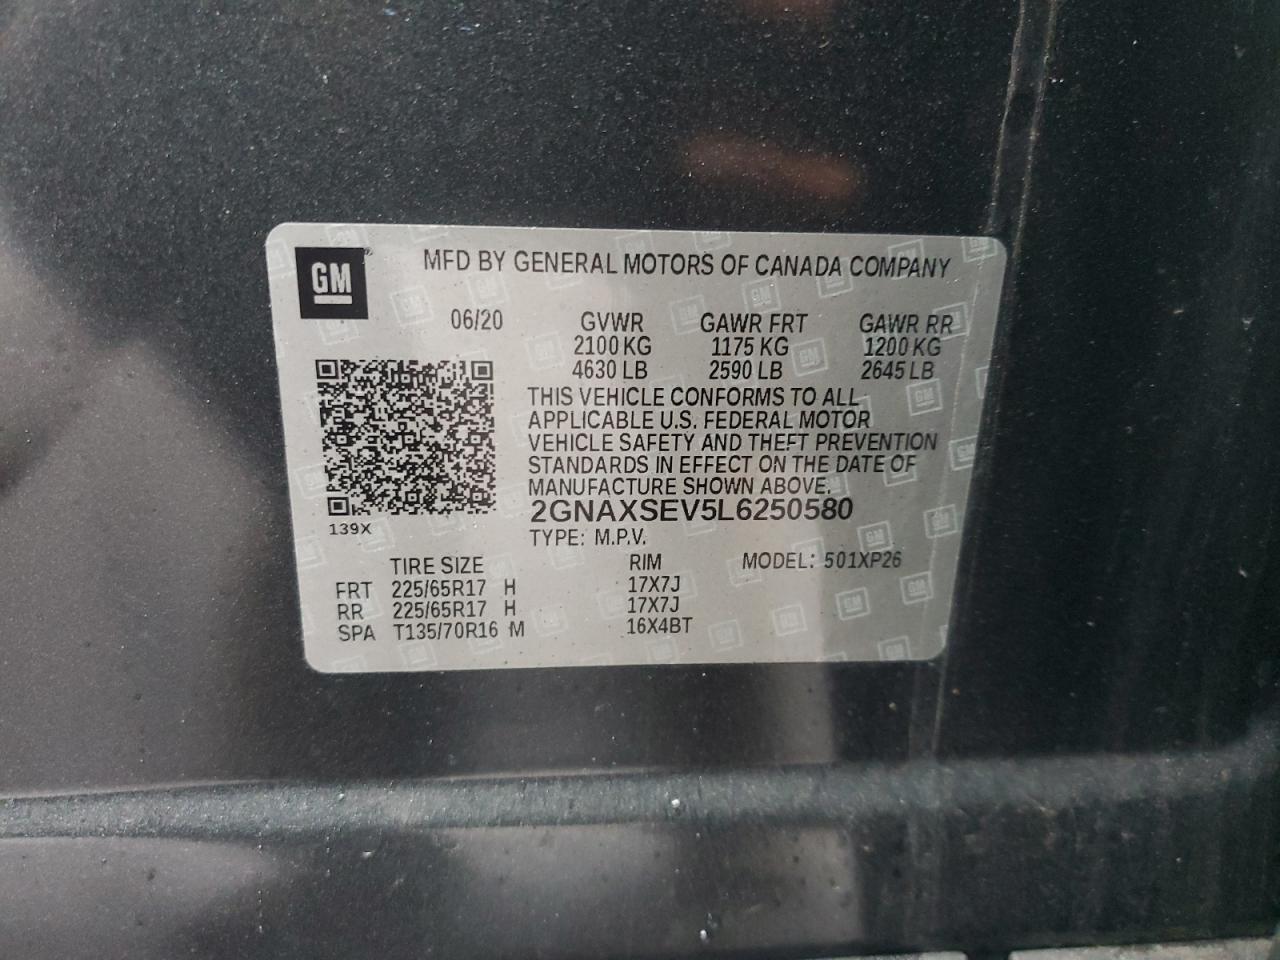 GM
MFD BY GENERAL MOTORS OF CANADA COMPANY
06/20 GVWR GAWR FRT GAWR RR
2100 KG 1175 KG 1200 KG
4630 LB 2590 LB 2645 LB
THIS VEHICLE CONFORMS TO ALL
APPLICABLE U.S. FEDERAL MOTOR
VEHICLE SAFETY AND THEFT PREVENTION
STANDARDS IN EFFECT ON THE DATE OF
MANUFACTURE SHOWN ABOVE.
139X
2GNAXSEV5L6250580
TYPE: M.P.V.
TIRE SIZE RIM MODEL: 501XP26
FRT 225/65R17 H 17X7J
RR 225/65R17 H 17X7J
SPA T135/70R16 M 16X4BT